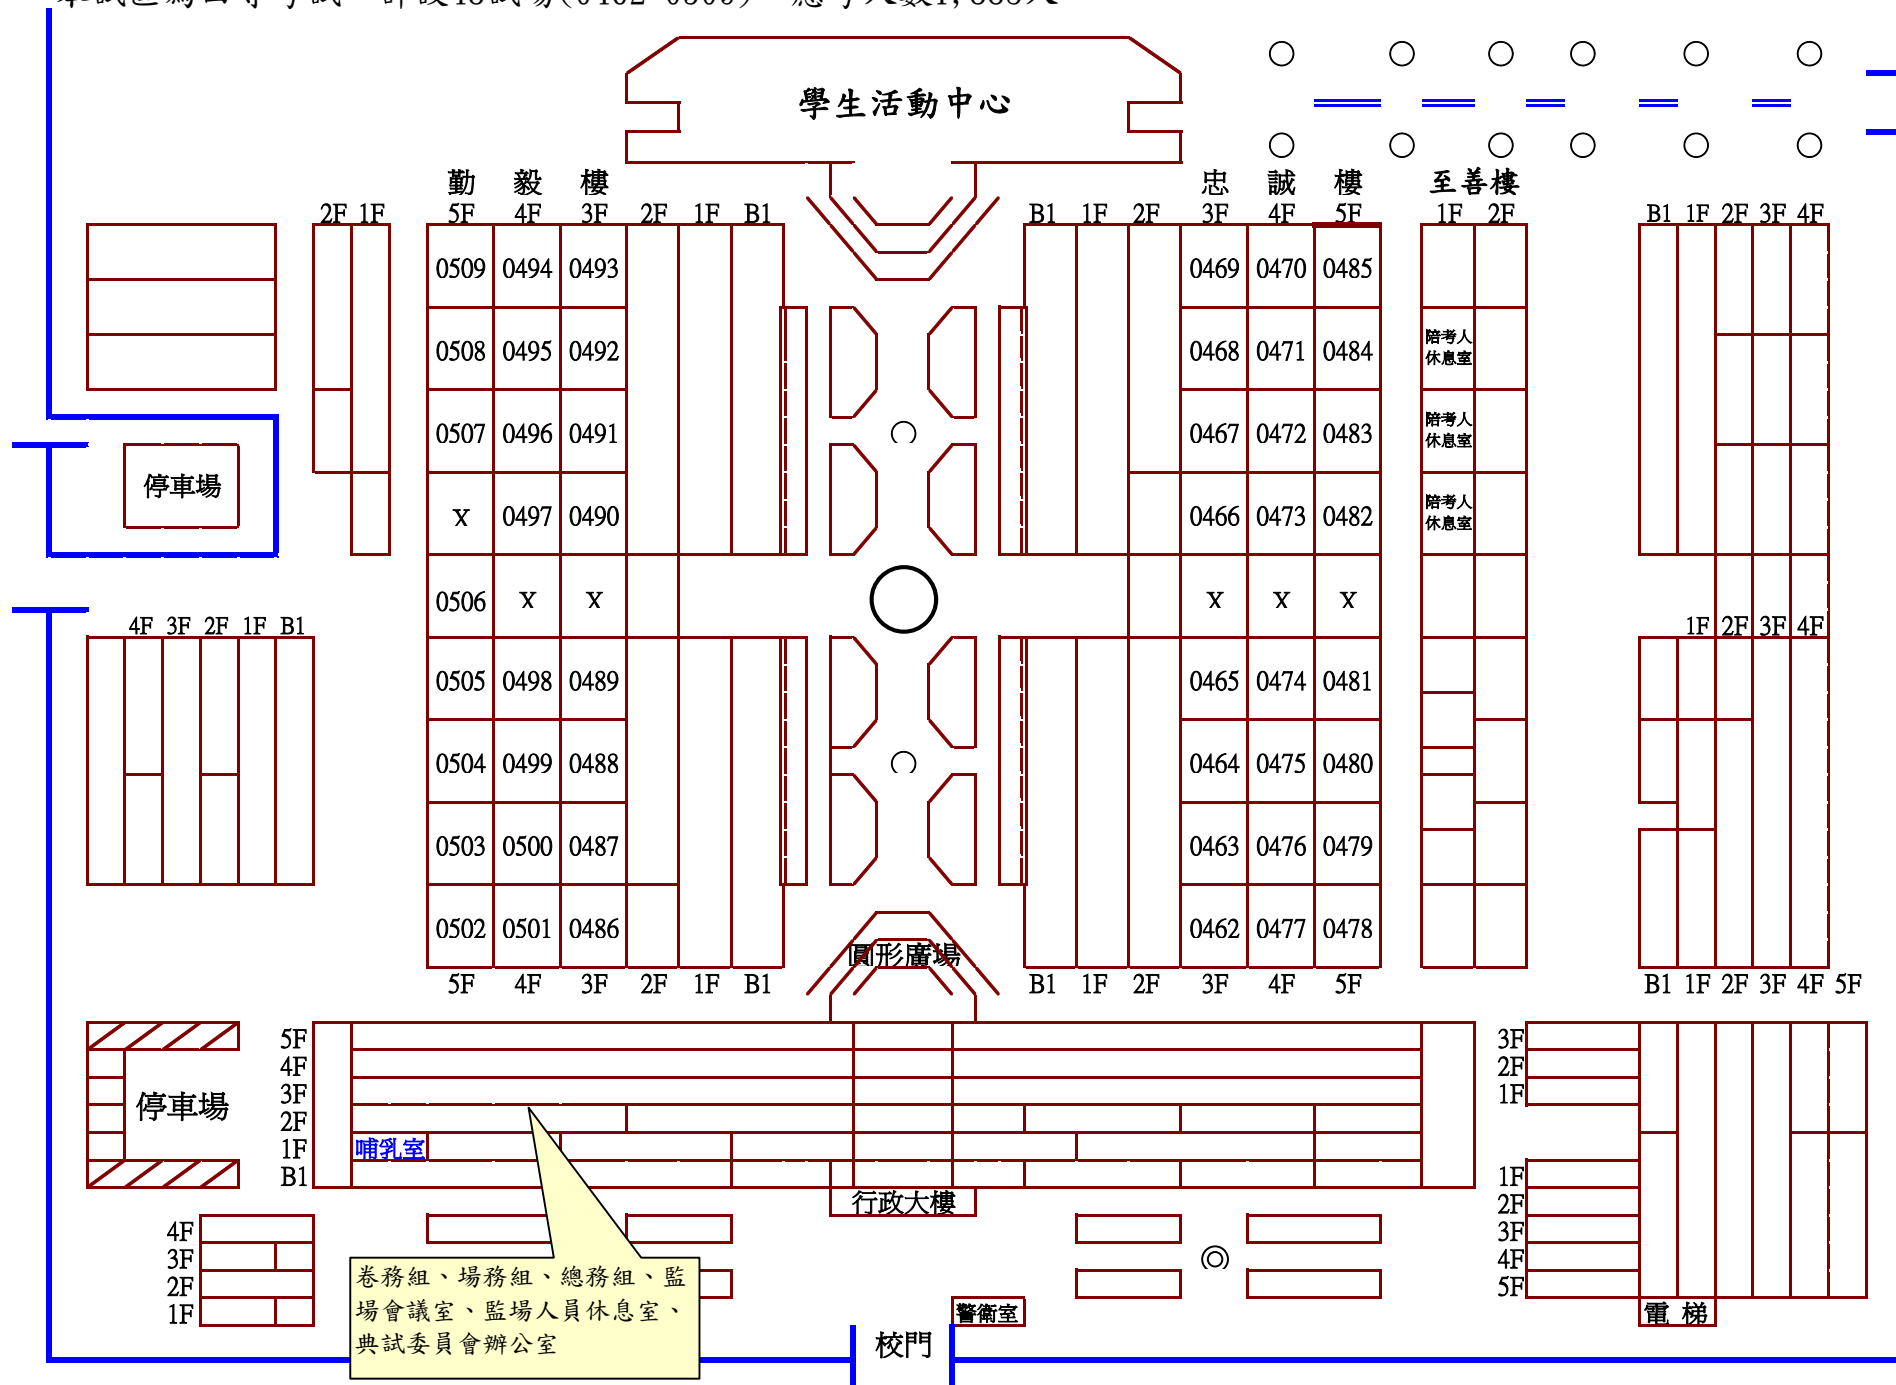 學生活動中心
勤 毅 樓
忠 誠 樓
至善樓
2F 1F
5F 4F 3F 2F 1F B1
B1 1F 2F 3F 4F 5F
1F 2F
B1 1F 2F 3F 4F
0509 0494 0493
0469 0470 0485
0508 0495 0492
0468 0471 0484
陪考人
休息室
0507 0496 0491
0467 0472 0483
陪考人
休息室
停車場
x 0497 0490
0466 0473 0482
陪考人
休息室
0506 x x
x x x
4F 3F 2F 1F B1
1F 2F 3F 4F
0505 0498 0489
0465 0474 0481
0504 0499 0488
0464 0475 0480
0503 0500 0487
0463 0476 0479
0502 0501 0486
0462 0477 0478
圓形廣場
5F 4F 3F 2F 1F B1
B1 1F 2F 3F 4F 5F
B1 1F 2F 3F 4F 5F
停車場
5F
4F
3F
2F
1F
B1
哺乳室
3F
2F
1F
1F
2F
3F
4F
5F
行政大樓
4F
3F
2F
1F
卷務組、場務組、總務組、監
場會議室、監場人員休息室、
典試委員會辦公室
警衛室
電 梯
校門